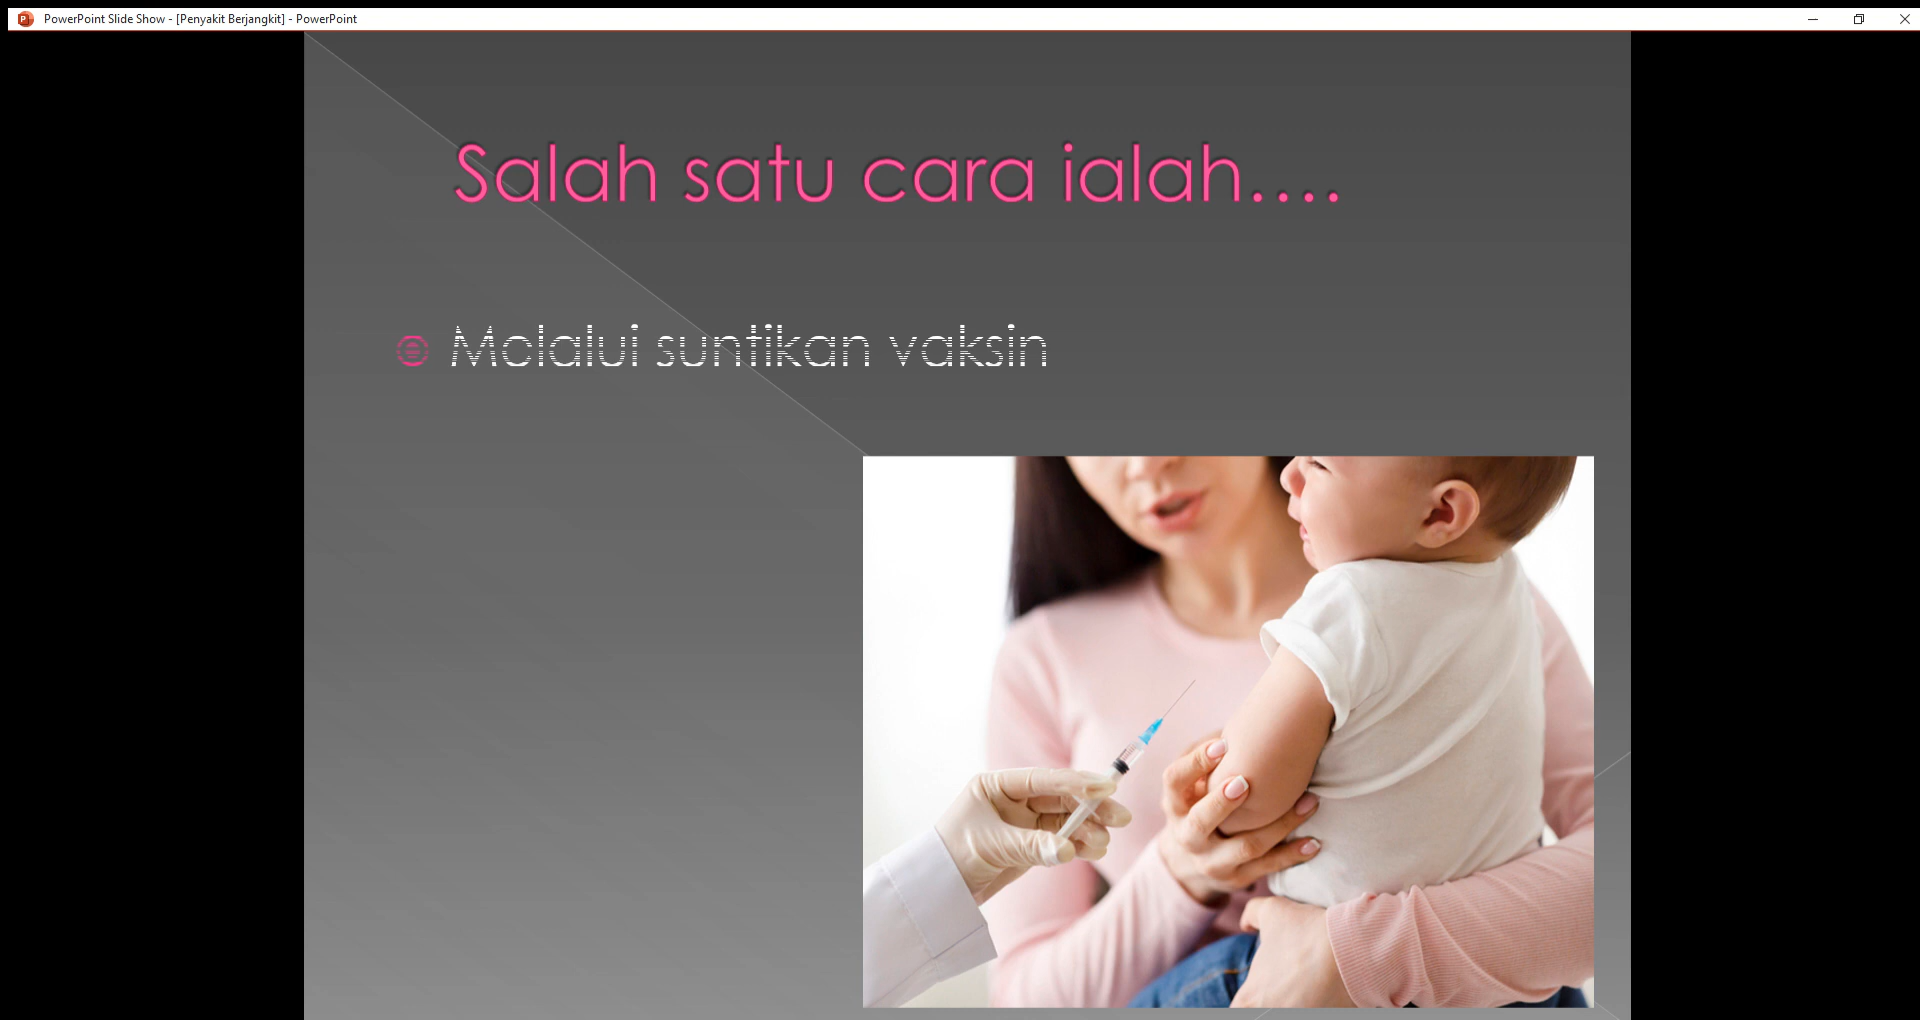 PowerPoint Slide Show - [Penyakit Berjangkit] - PowerPoint
Salah satu cara ialah....
Melalui suntikan vaksin